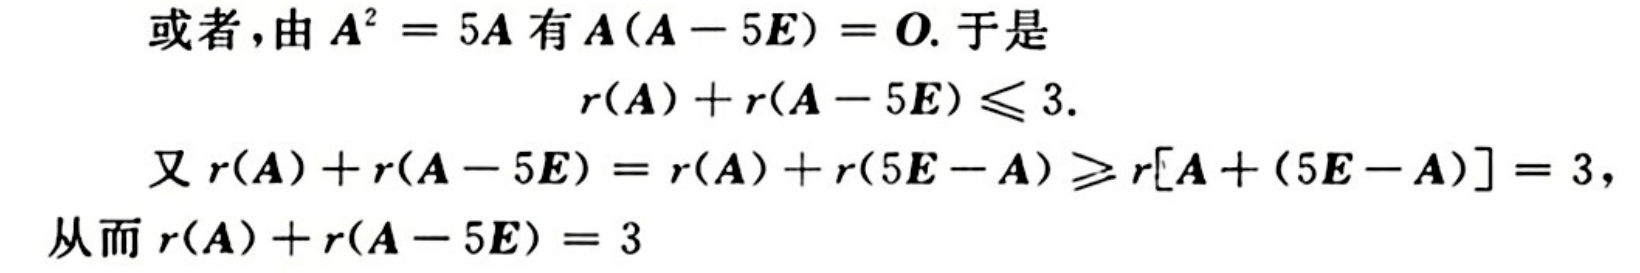 或者,由 A² = 5A 有 A(A − 5E) = O. 于是
r(A) + r(A − 5E) ⩽ 3.
又 r(A) + r(A − 5E) = r(A) + r(5E − A) ⩾ r[A + (5E − A)] = 3,
从而 r(A) + r(A − 5E) = 3